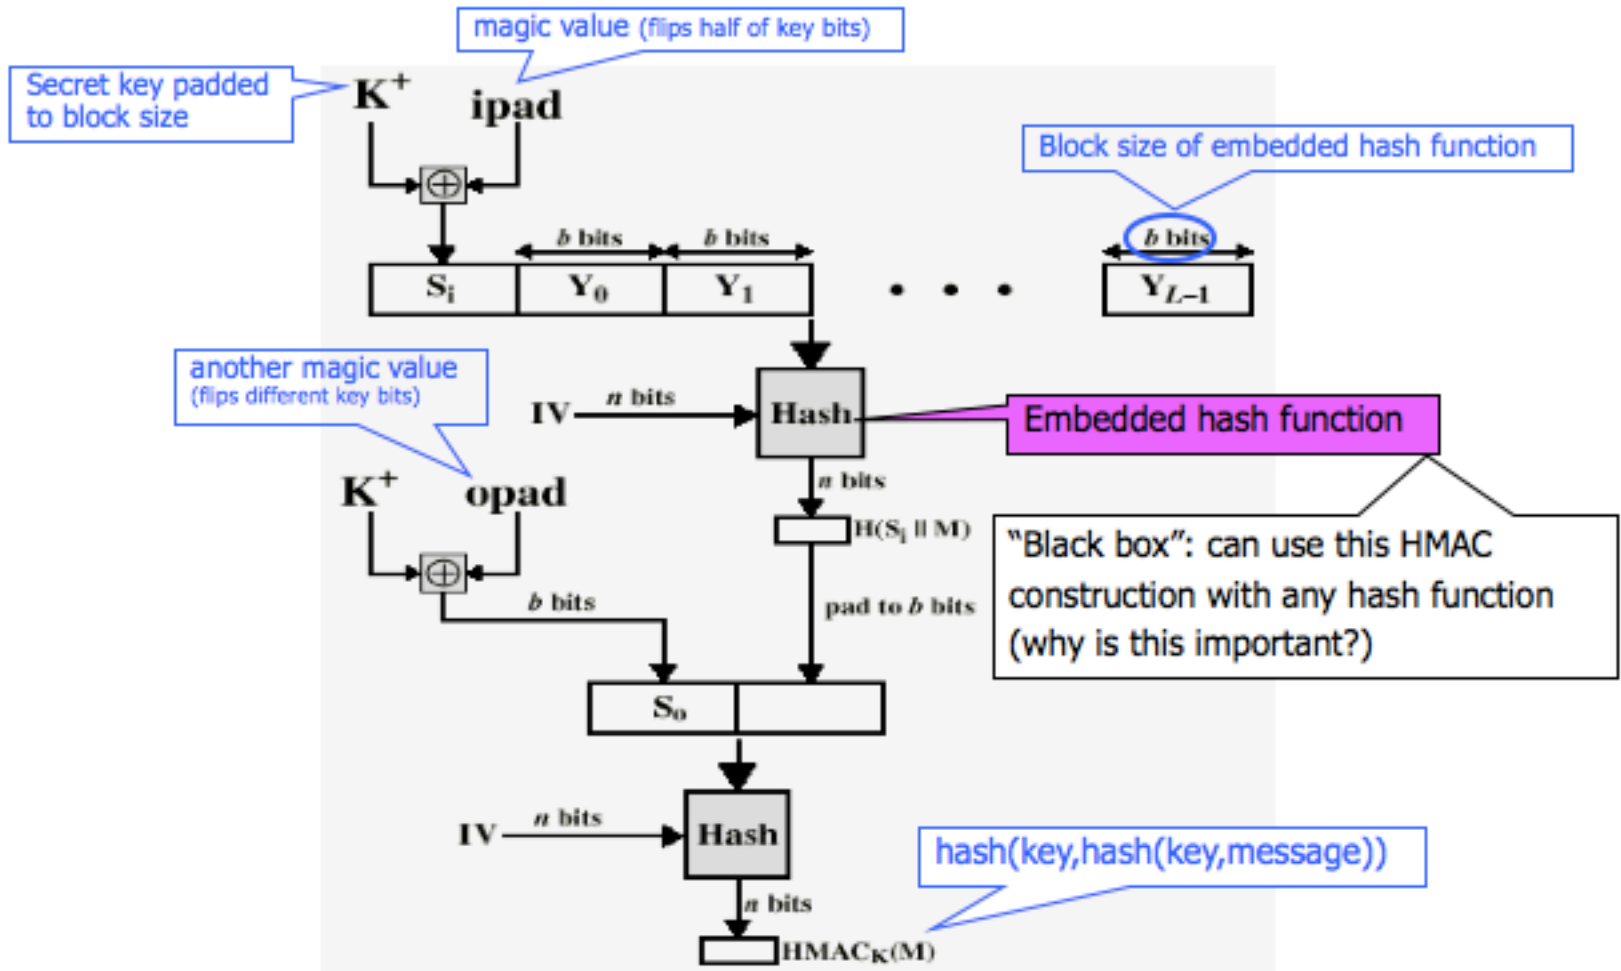 magic value (flips half of key bits)
Secret key padded
to block size
K+
ipad
⊕
Block size of embedded hash function
b bits
b bits
b bits
Si
Y0
Y1
• • •
YL–1
another magic value
(flips different key bits)
IV
n bits
Hash
Embedded hash function
n bits
K+
opad
H(Si || M)
"Black box": can use this HMAC
construction with any hash function
(why is this important?)
⊕
b bits
pad to b bits
So
IV
n bits
Hash
hash(key,hash(key,message))
n bits
HMACK(M)